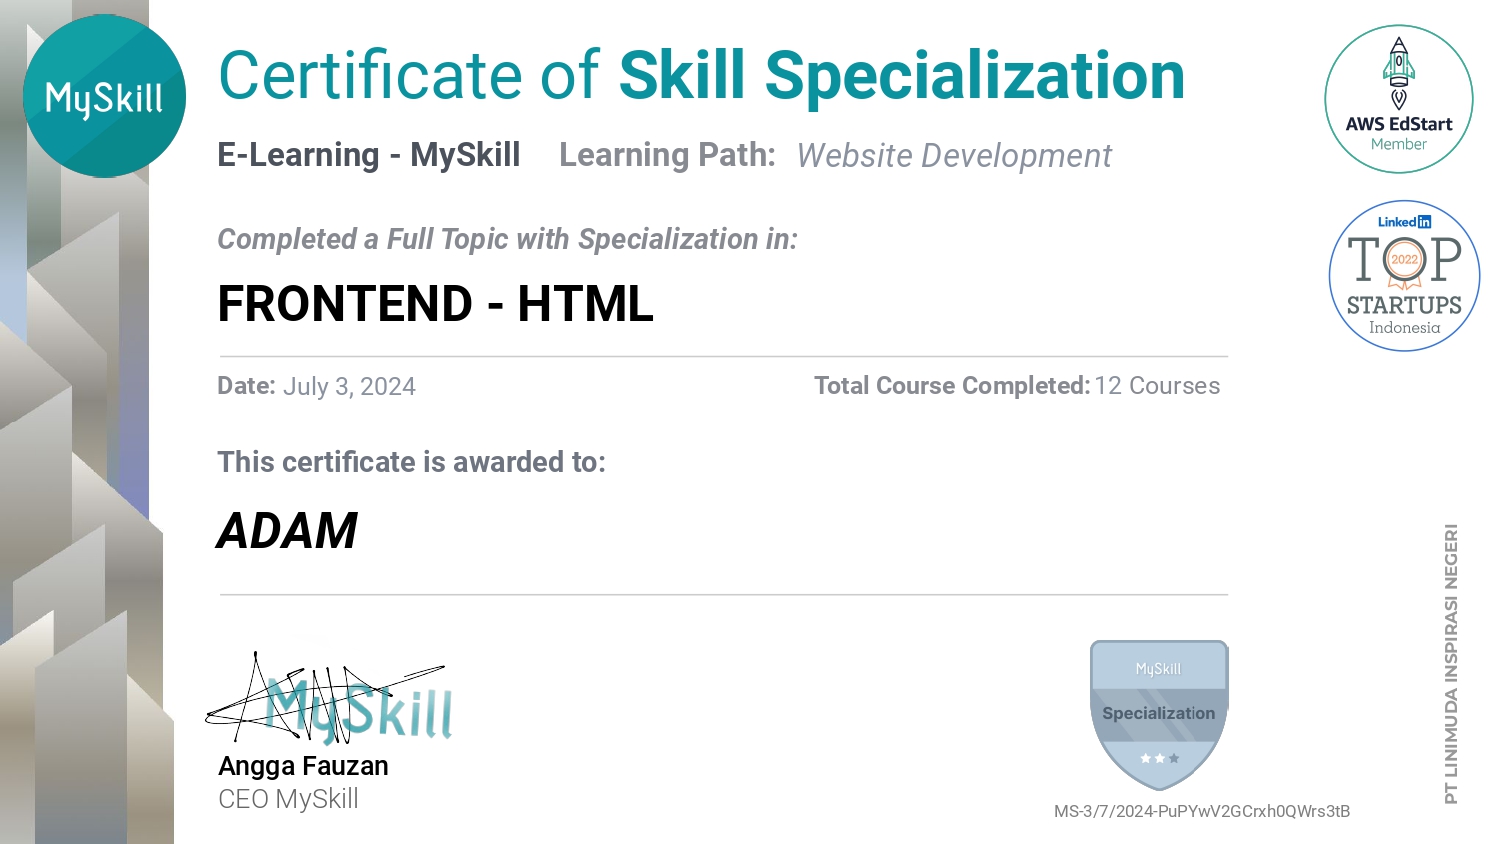 MySkill
Certificate of Skill Specialization
E-Learning - MySkill Learning Path: Website Development
Completed a Full Topic with Specialization in:
FRONTEND - HTML
Date: July 3, 2024
Total Course Completed: 12 Courses
This certificate is awarded to:
ADAM
MySkill
Angga Fauzan
CEO MySkill
MySkill
Specialization
MS-3/7/2024-PuPYwV2GCrxh0QWrs3tB
AWS EdStart
Member
Linked in
TOP
2022
STARTUPS
Indonesia
PT LINIMUDA INSPIRASI NEGERI